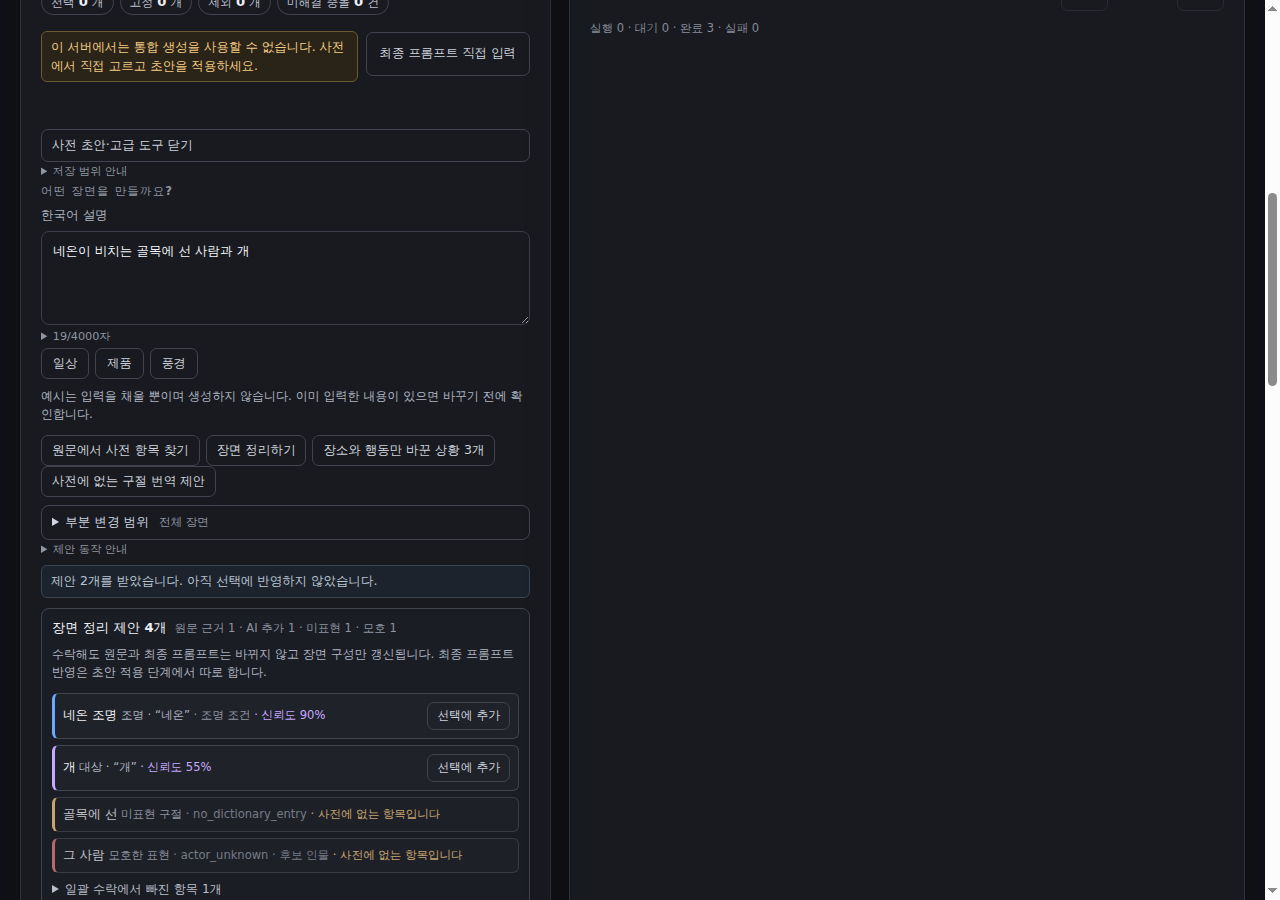 선택 0 개 고정 0 개 제외 0 개 미해결 충돌 0 건
실행 0 · 대기 0 · 완료 3 · 실패 0
이 서버에서는 통합 생성을 사용할 수 없습니다. 사전
에서 직접 고르고 초안을 적용하세요.
최종 프롬프트 직접 입력
사전 초안·고급 도구 닫기
▶ 저장 범위 안내
어떤 장면을 만들까요?
한국어 설명
네온이 비치는 골목에 선 사람과 개
▶ 19/4000자
일상 제품 풍경
예시는 입력을 채울 뿐이며 생성하지 않습니다. 이미 입력한 내용이 있으면 바꾸기 전에 확
인합니다.
원문에서 사전 항목 찾기 장면 정리하기 장소와 행동만 바꾼 상황 3개
사전에 없는 구절 번역 제안
▶ 부분 변경 범위 전체 장면
▶ 제안 동작 안내
제안 2개를 받았습니다. 아직 선택에 반영하지 않았습니다.
장면 정리 제안 4개 원문 근거 1 · AI 추가 1 · 미표현 1 · 모호 1
수락해도 원문과 최종 프롬프트는 바뀌지 않고 장면 구성만 갱신됩니다. 최종 프롬프트
반영은 초안 적용 단계에서 따로 합니다.
네온 조명 조명 · “네온” · 조명 조건 · 신뢰도 90% 선택에 추가
개 대상 · “개” · 신뢰도 55% 선택에 추가
골목에 선 미표현 구절 · no_dictionary_entry · 사전에 없는 항목입니다
그 사람 모호한 표현 · actor_unknown · 후보 인물 · 사전에 없는 항목입니다
▶ 일괄 수락에서 빠진 항목 1개